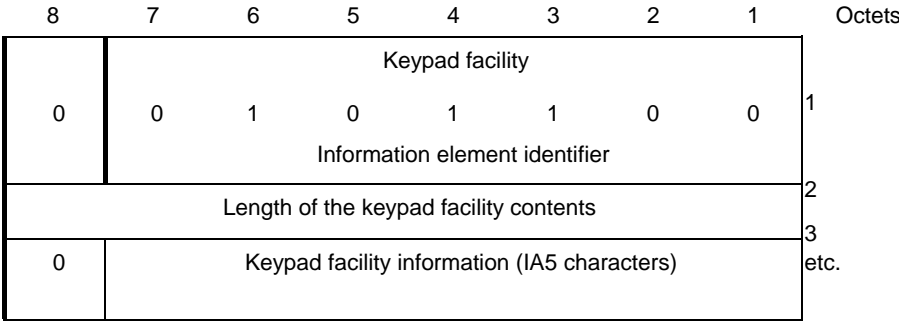 8 7 6 5 4 3 2 1 Octets
Keypad facility
0 0 1 0 1 1 0 0 1
Information element identifier
2
Length of the keypad facility contents
3
0 Keypad facility information (IA5 characters) etc.